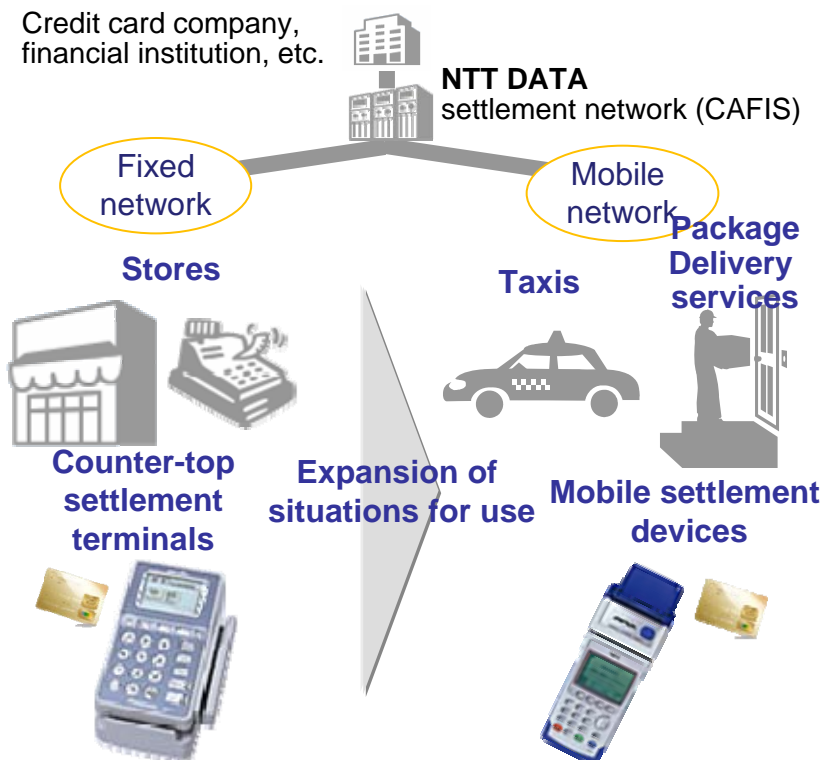 Credit card company,
financial institution, etc.
NTT DATA
settlement network (CAFIS)
Fixed
network
Mobile
network
Stores
Taxis
Package
Delivery
services
Counter-top
settlement
terminals
Expansion of
situations for use
Mobile settlement
devices